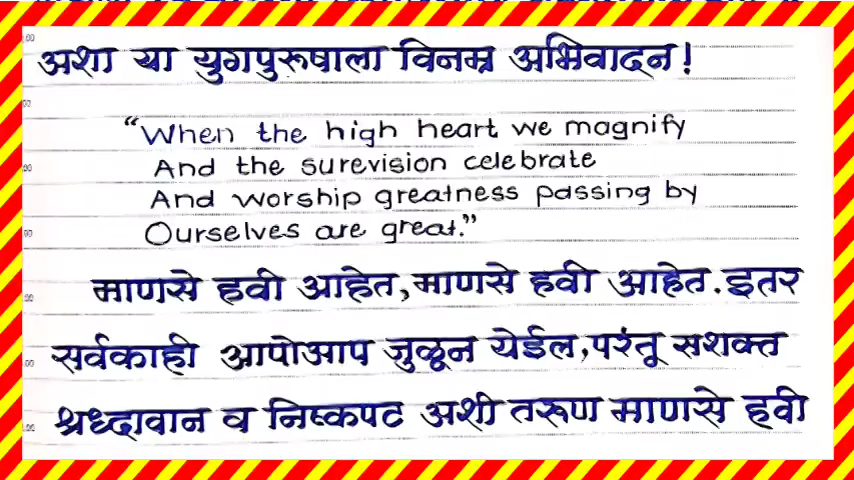 अशा या युगपुरूषाला विनम्र अभिवादन!
“When the high heart we magnify
And the surevision celebrate
And worship greatness passing by
Ourselves are great.”
माणसे हवी आहेत,माणसे हवी आहेत.इतर
सर्वकाही आपोआप जुळून येईल,परंतू सशक्त
श्रध्दावान व निष्कपट अशी तरूण माणसे हवी